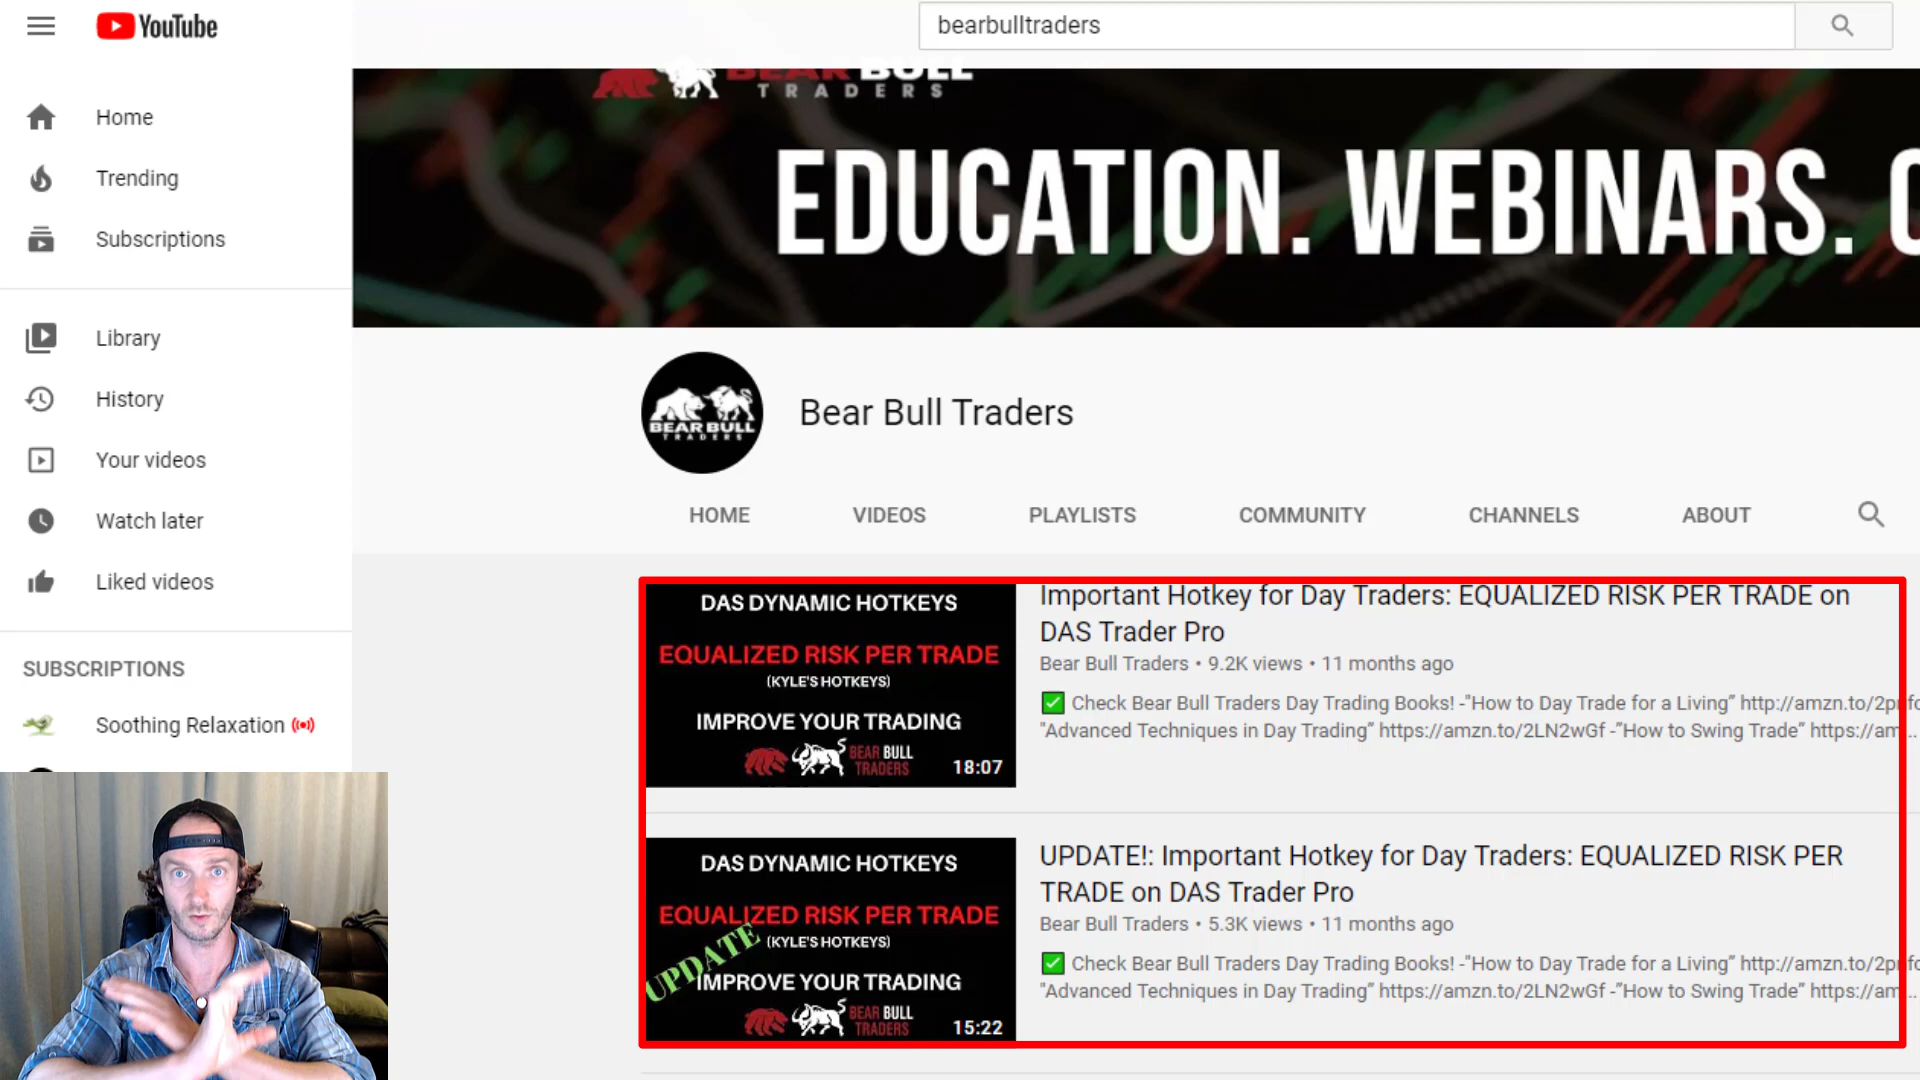 YouTube
bearbulltraders
Home
Trending
Subscriptions
Library
History
Your videos
Watch later
Liked videos
SUBSCRIPTIONS
Soothing Relaxation
BEAR BULL
TRADERS
EDUCATION. WEBINARS.
BEAR BULL
TRADERS
Bear Bull Traders
HOME VIDEOS PLAYLISTS COMMUNITY CHANNELS ABOUT
DAS DYNAMIC HOTKEYS
EQUALIZED RISK PER TRADE
(KYLE'S HOTKEYS)
IMPROVE YOUR TRADING
BEAR BULL
TRADERS
18:07
Important Hotkey for Day Traders: EQUALIZED RISK PER TRADE on
DAS Trader Pro
Bear Bull Traders • 9.2K views • 11 months ago
✅ Check Bear Bull Traders Day Trading Books! -"How to Day Trade for a Living” http://amzn.to/2p
"Advanced Techniques in Day Trading” https://amzn.to/2LN2wGf -”How to Swing Trade” https://am...
DAS DYNAMIC HOTKEYS
EQUALIZED RISK PER TRADE
(KYLE'S HOTKEYS)
UPDATE
IMPROVE YOUR TRADING
BEAR BULL
TRADERS
15:22
UPDATE!: Important Hotkey for Day Traders: EQUALIZED RISK PER
TRADE on DAS Trader Pro
Bear Bull Traders • 5.3K views • 11 months ago
✅ Check Bear Bull Traders Day Trading Books! -"How to Day Trade for a Living” http://amzn.to/2p
"Advanced Techniques in Day Trading” https://amzn.to/2LN2wGf -”How to Swing Trade” https://am...